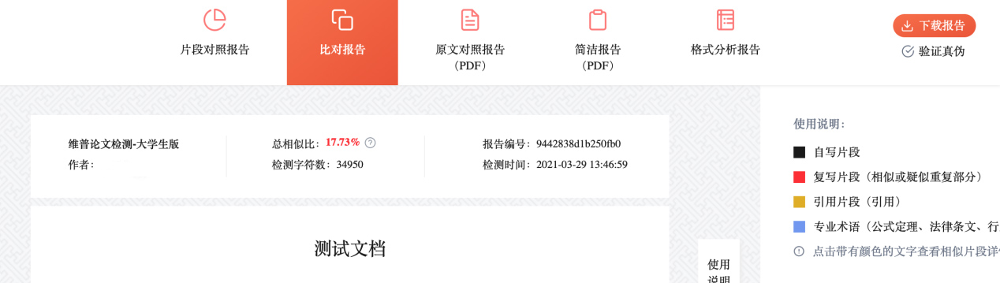 片段对照报告
比对报告
原文对照报告
（PDF）
简洁报告
（PDF）
格式分析报告
下载报告
验证真伪
维普论文检测-大学生版
作者：
总相似比：17.73%
检测字符数：34950
报告编号：9442838d1b250fb0
检测时间：2021-03-29 13:46:59
测试文档
使用
说明
使用说明：
自写片段
复写片段（相似或疑似重复部分）
引用片段（引用）
专业术语（公式定理、法律条文、行
点击带有颜色的文字查看相似片段详